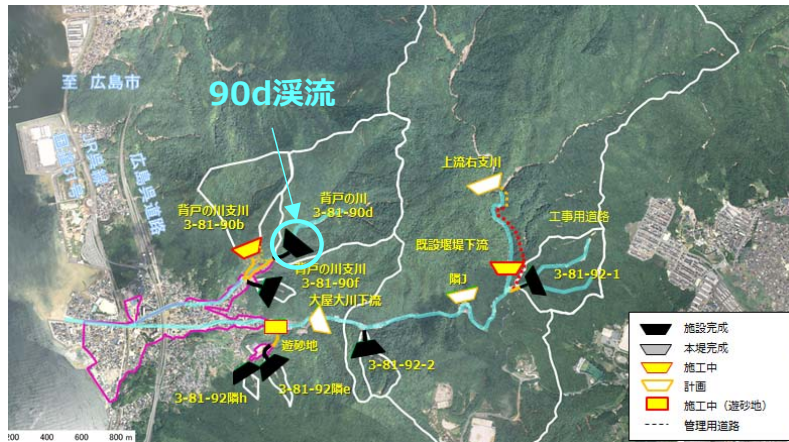 至 広島市
90d渓流
国道31号
JR呉線
広島呉道路
上流右支川
背戸の川支川
3-81-90b
背戸の川
3-81-90d
工事用道路
既設堰堤下流
3-81-92-1
背戸の川支川
3-81-90f
隣J
大屋大川下流
遊砂地
3-81-92-2
3-81-92隣h
3-81-92隣e
施設完成
本堤完成
施工中
計画
施工中（遊砂地）
管理用道路
200 400 600 800 m